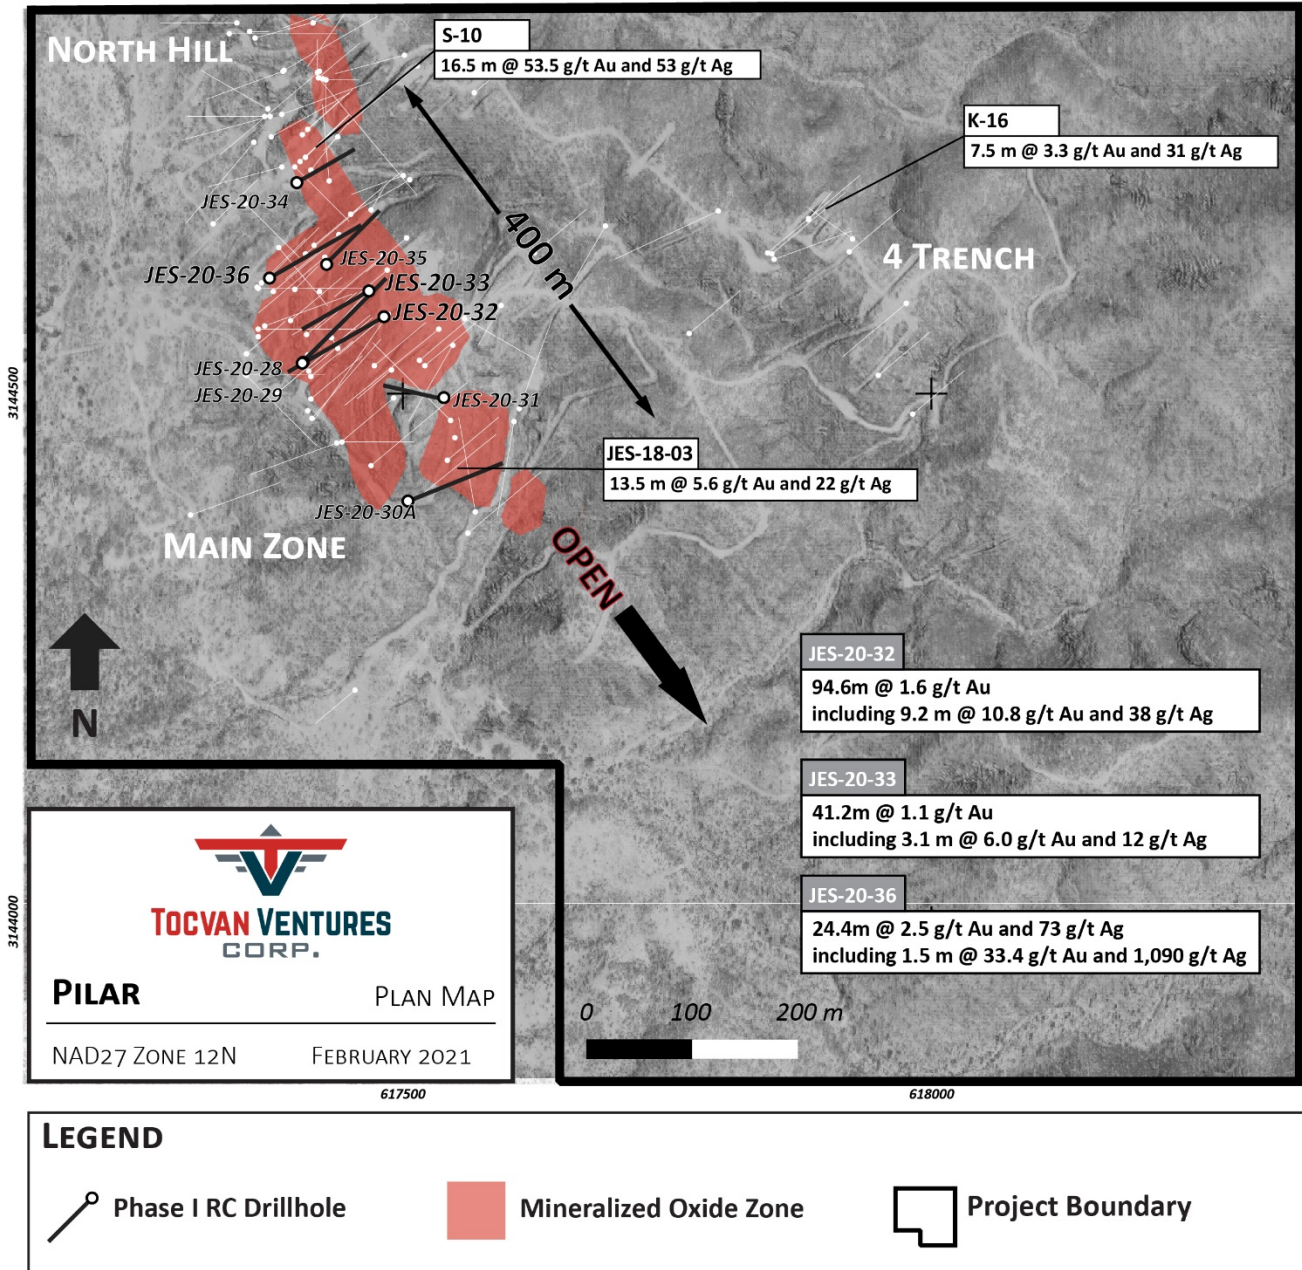 NORTH HILL
S-10
16.5 m @ 53.5 g/t Au and 53 g/t Ag
K-16
7.5 m @ 3.3 g/t Au and 31 g/t Ag
JES-20-34
400 m
4 TRENCH
JES-20-35
JES-20-36
JES-20-33
JES-20-32
JES-20-28
JES-20-29
JES-20-31
3144500
JES-18-03
13.5 m @ 5.6 g/t Au and 22 g/t Ag
JES-20-30A
MAIN ZONE
OPEN
N
JES-20-32
94.6m @ 1.6 g/t Au
including 9.2 m @ 10.8 g/t Au and 38 g/t Ag
JES-20-33
41.2m @ 1.1 g/t Au
including 3.1 m @ 6.0 g/t Au and 12 g/t Ag
JES-20-36
24.4m @ 2.5 g/t Au and 73 g/t Ag
including 1.5 m @ 33.4 g/t Au and 1,090 g/t Ag
3144000
TOCVAN VENTURES
CORP.
PILAR PLAN MAP
NAD27 ZONE 12N FEBRUARY 2021
0 100 200 m
617500 618000
LEGEND
Phase I RC Drillhole
Mineralized Oxide Zone
Project Boundary